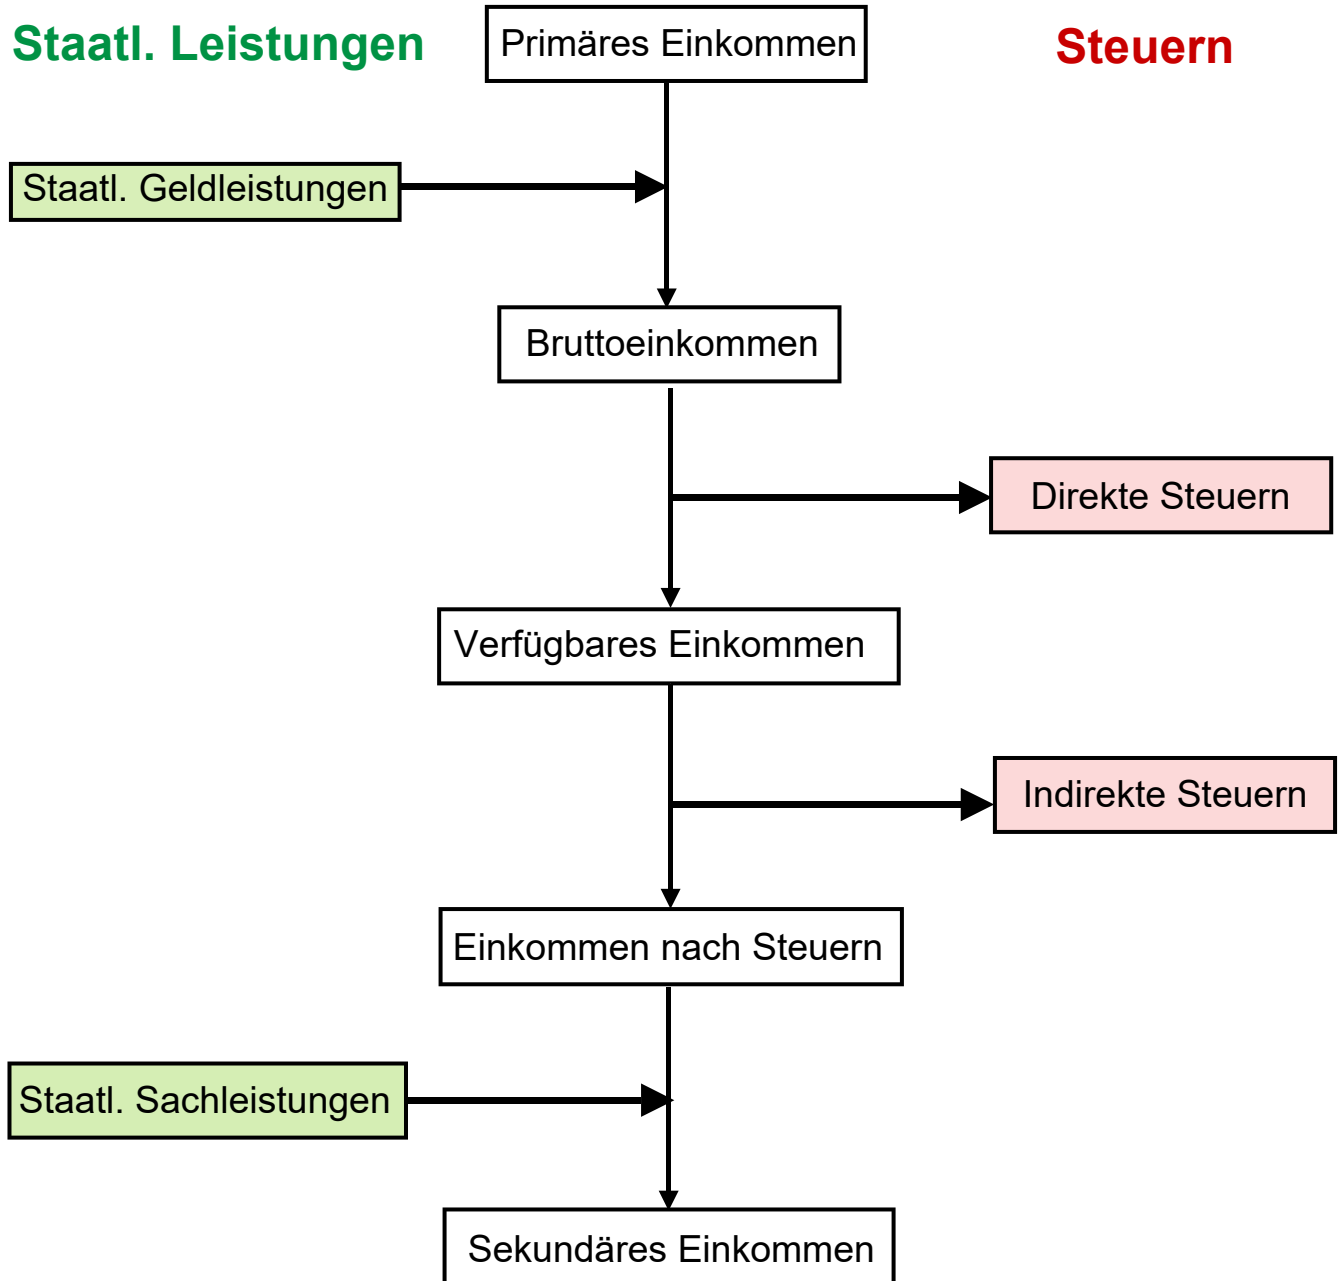 Staatl. Leistungen
Primäres Einkommen
Steuern
Staatl. Geldleistungen
Bruttoeinkommen
Direkte Steuern
Verfügbares Einkommen
Indirekte Steuern
Einkommen nach Steuern
Staatl. Sachleistungen
Sekundäres Einkommen